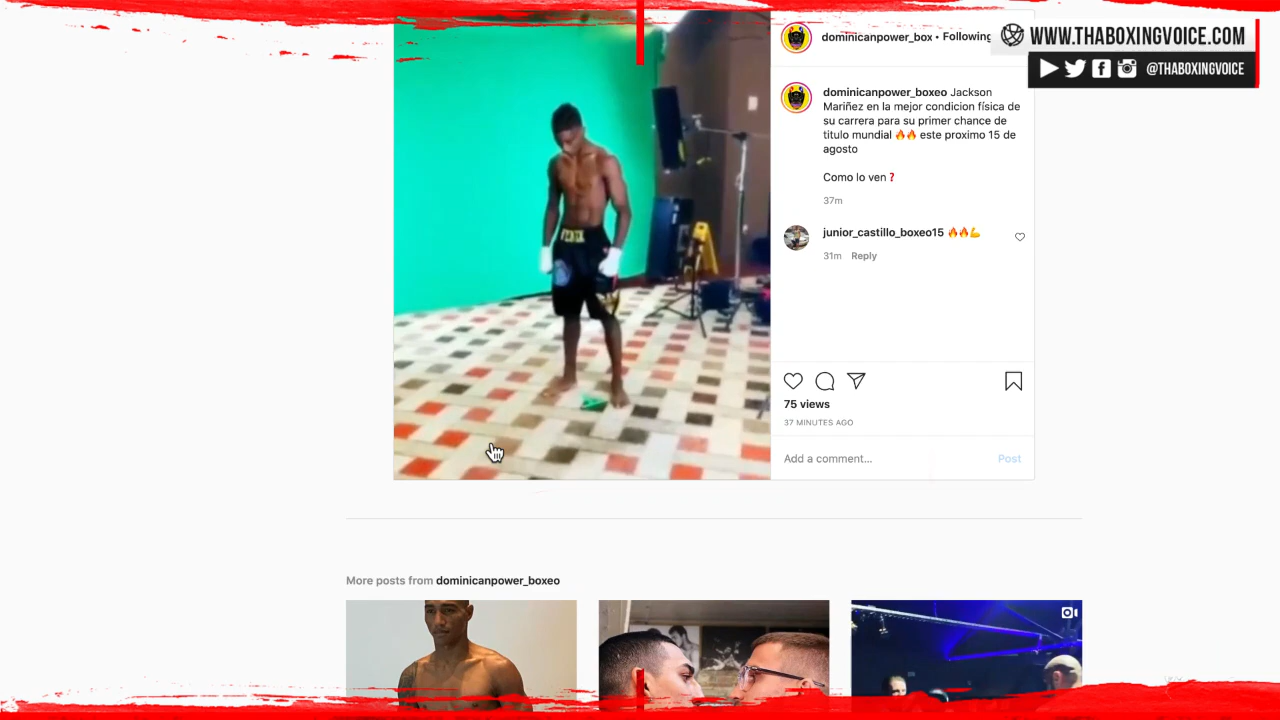 dominicanpower_box • Following
WWW.THABOXINGVOICE.COM
@THABOXINGVOICE
dominicanpower_boxeo Jackson
Mariñez en la mejor condicion física de
su carrera para su primer chance de
titulo mundial 🔥🔥 este proximo 15 de
agosto
Como lo ven ❓
37m
junior_castillo_boxeo15 🔥🔥💪
31m Reply
75 views
37 MINUTES AGO
Add a comment... Post
More posts from dominicanpower_boxeo